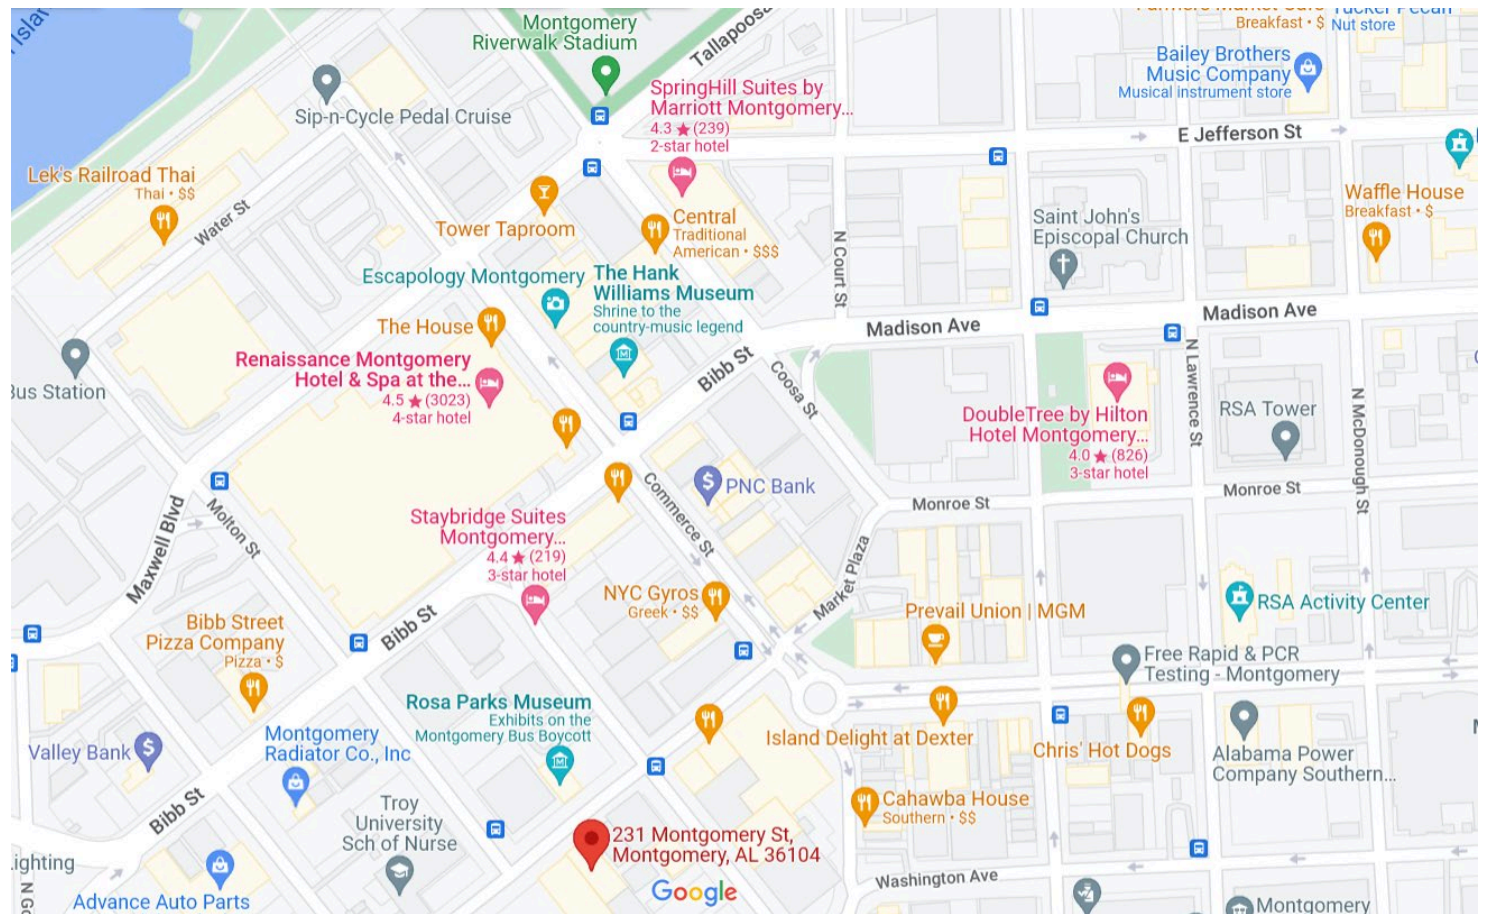 Montgomery
Riverwalk Stadium
Tallapoosa
Breakfast • $
Tucker Pecan
Nut store
Bailey Brothers
Music Company
Musical instrument store
SpringHill Suites by
Marriott Montgomery...
4.3 ★ (239)
2-star hotel
Sip-n-Cycle Pedal Cruise
E Jefferson St
Lek's Railroad Thai
Thai • $$
Water St
Tower Taproom
Central
Traditional
American • $$$
N Court St
Saint John's
Episcopal Church
Waffle House
Breakfast • $
Escapology Montgomery
The Hank
Williams Museum
Shrine to the
country-music legend
The House
Madison Ave
Madison Ave
Renaissance Montgomery
Hotel & Spa at the...
4.5 ★ (3023)
4-star hotel
Bus Station
Bibb St
Coosa St
N Lawrence St
N McDonough St
DoubleTree by Hilton
Hotel Montgomery...
4.0 ★ (826)
3-star hotel
RSA Tower
PNC Bank
Commerce St
Monroe St
Monroe St
Maxwell Blvd
Molton St
Staybridge Suites
Montgomery...
4.4 ★ (219)
3-star hotel
Market Plaza
NYC Gyros
Greek • $$
Prevail Union | MGM
RSA Activity Center
Bibb St
Bibb Street
Pizza Company
Pizza • $
Free Rapid & PCR
Testing - Montgomery
Rosa Parks Museum
Exhibits on the
Montgomery Bus Boycott
Island Delight at Dexter
Chris' Hot Dogs
Alabama Power
Company Southern...
Valley Bank
Montgomery
Radiator Co., Inc
Bibb St
Troy
University
Sch of Nurse
Cahawba House
Southern • $$
231 Montgomery St,
Montgomery, AL 36104
Lighting
Washington Ave
Advance Auto Parts
Google
Montgomery